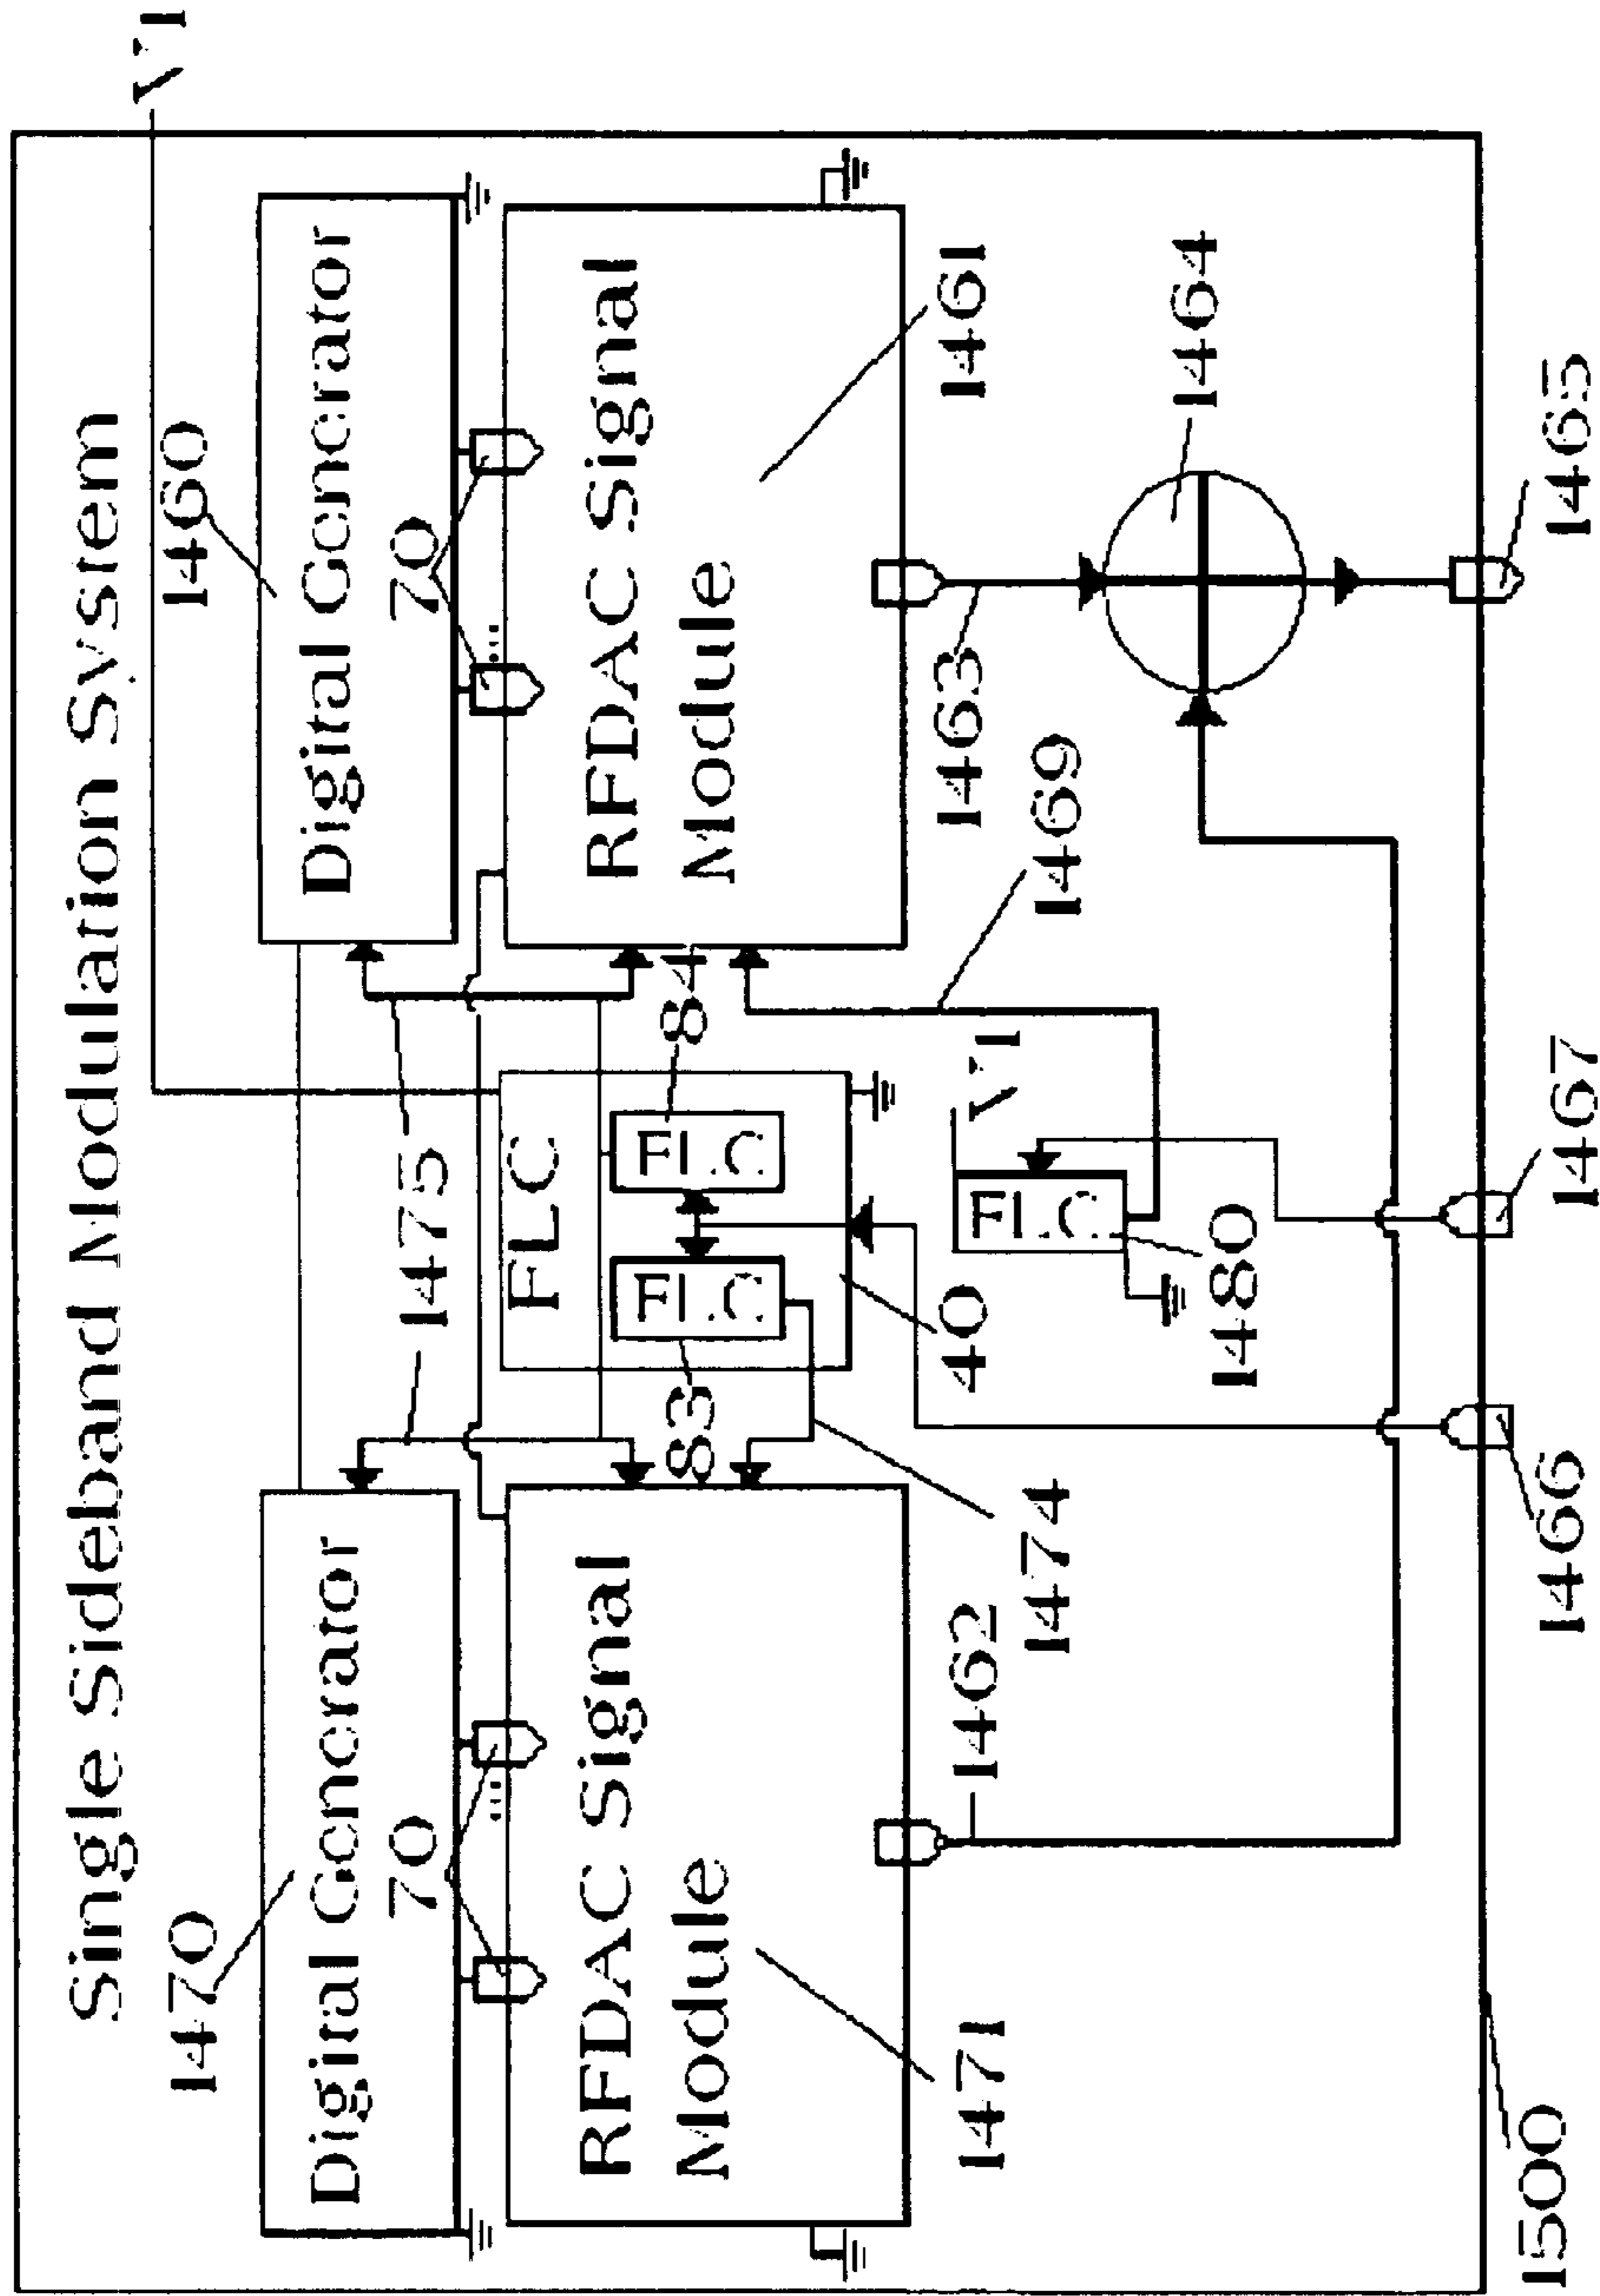 Single Sideband Modulation System
V1
1470
1460
Digital Generator
Digital Generator
70
1475
70
RFDAC Signal
Module
FLC
RFDAC Signal
Module
83
FLC
FLC
84
1471
1462
1474
40
FLC
V1
1480
1469
1463
1461
1464
1500
1466
1467
1465